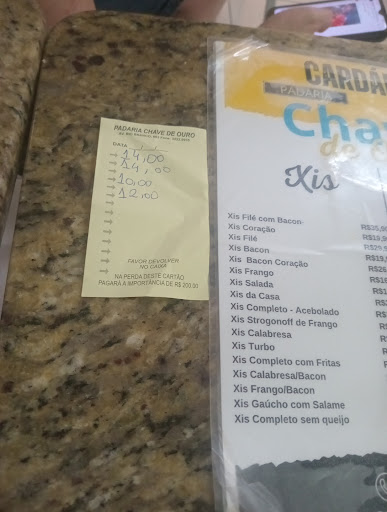 PADARIA CHAVE DE OURO
DATA
14,00
14,00
10,00
12,00
FAVOR DEVOLVER
NO CAIXA
NA PERDA DESTE CARTÃO
PAGARÁ A IMPORTÂNCIA DE R$ 200,00
CARDÁ
PADARIA
Cha
de
Xis
Xis Filé com Bacon
Xis Coração
Xis Filé
Xis Bacon
Xis Bacon Coração
Xis Frango
Xis Salada
Xis da Casa
Xis Completo - Acebolado
Xis Strogonoff de Frango
Xis Calabresa
Xis Turbo
Xis Completo com Fritas
Xis Calabresa/Bacon
Xis Frango/Bacon
Xis Gaúcho com Salame
Xis Completo sem queijo